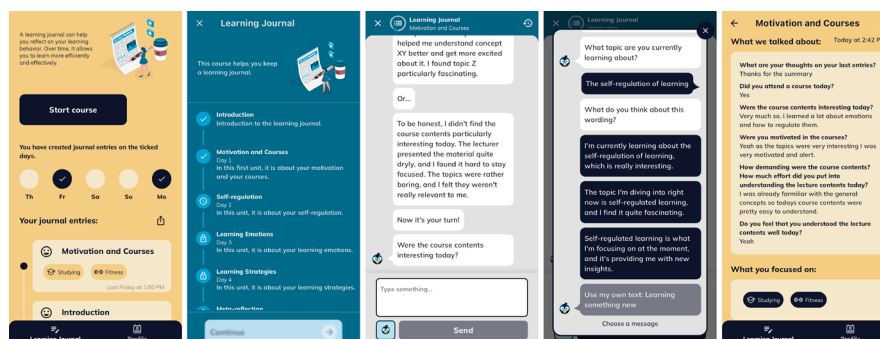 A learning journal can help
you reflect on your learning
behavior. Over time, it allows
you to learn more efficiently
and effectively.
Start course
You have created journal entries on the ticked
days.
Th Fr Sa So Mo
Your journal entries:
Motivation and Courses
Studying Fitness
Last Friday at 1:50 PM
Introduction
Learning Journal Profile
Learning Journal
This course helps you keep
a learning journal.
Introduction
Introduction to the learning journal.
Motivation and Courses
Day 1
In this first unit, it is about your motivation
and your courses.
Self-regulation
Day 2
In this unit, it is about your self-regulation.
Learning Emotions
Day 3
In this unit, it is about your learning emotions.
Learning Strategies
Day 4
In this unit, it is about your learning strategies.
Meta-reflection
Continue
Learning Journal
Motivation and Courses
helped me understand concept
XY better and get more excited
about it. I found topic Z
particularly fascinating.
Or...
To be honest, I didn't find the
course contents particularly
interesting today. The lecturer
presented the material quite
dryly, and I found it hard to stay
focused. The topics were rather
boring, and I felt they weren't
really relevant to me.
Now it's your turn!
Were the course contents
interesting today?
Type something...
Send
Learning Journal
Motivation and Courses
What topic are you currently
learning about?
The self-regulation of learning
What do you think about this
wording?
I'm currently learning about the
self-regulation of learning,
which is really interesting.
The topic I'm diving into right
now is self-regulated learning,
and I find it quite fascinating.
Self-regulated learning is what
I'm focusing on at the moment,
and it's providing me with new
insights.
Use my own text: Learning
something new
Choose a message
Motivation and Courses
What we talked about: Today at 2:42 P
What are your thoughts on your last entries?
Thanks for the summary
Did you attend a course today?
Yes
Were the course contents interesting today?
Very much so. I learned a lot about emotions
and how to regulate them.
Were you motivated in the courses?
Yeah as the topics were very interesting I was
very motivated and alert.
How demanding were the course contents?
How much effort did you put into
understanding the lecture contents today?
I was already familiar with the general
concepts so todays course contents were
pretty easy to understand.
Do you feel that you understood the lecture
contents well today?
Yeah
What you focused on:
Studying Fitness
Learning Journal Profile